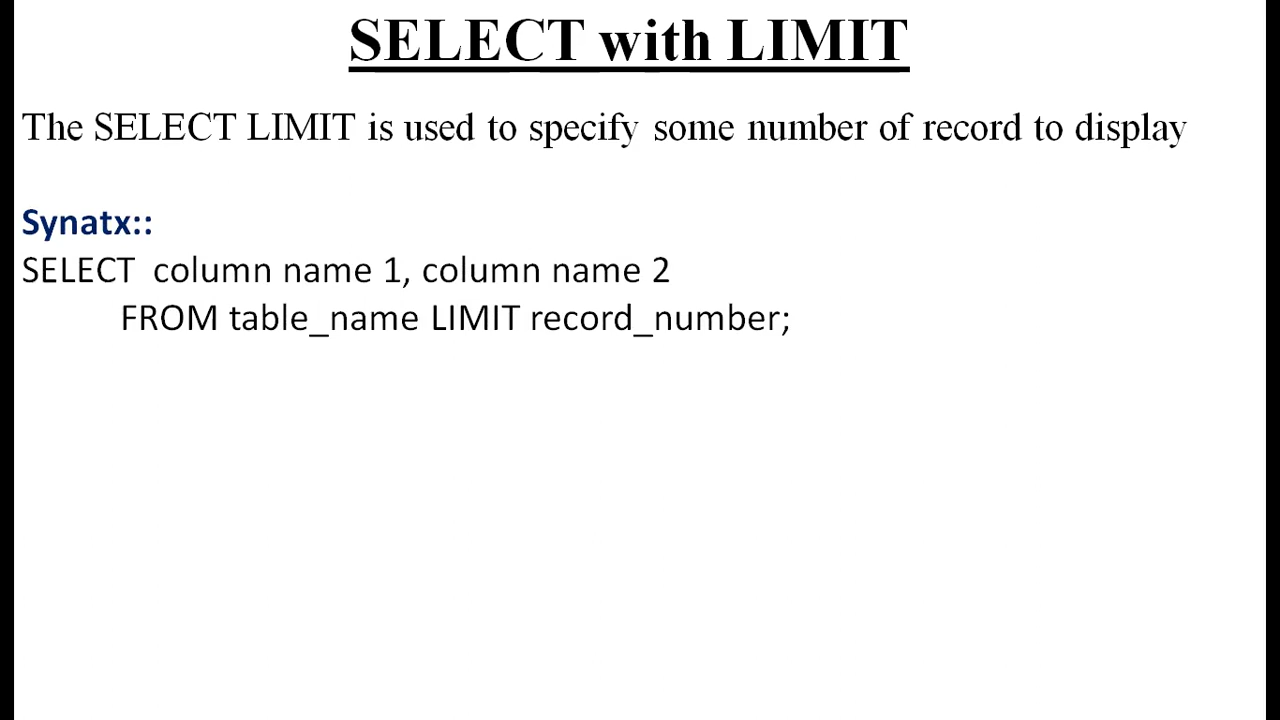 SELECT with LIMIT
The SELECT LIMIT is used to specify some number of record to display
Synatx::
SELECT  column name 1, column name 2
FROM table_name LIMIT record_number;